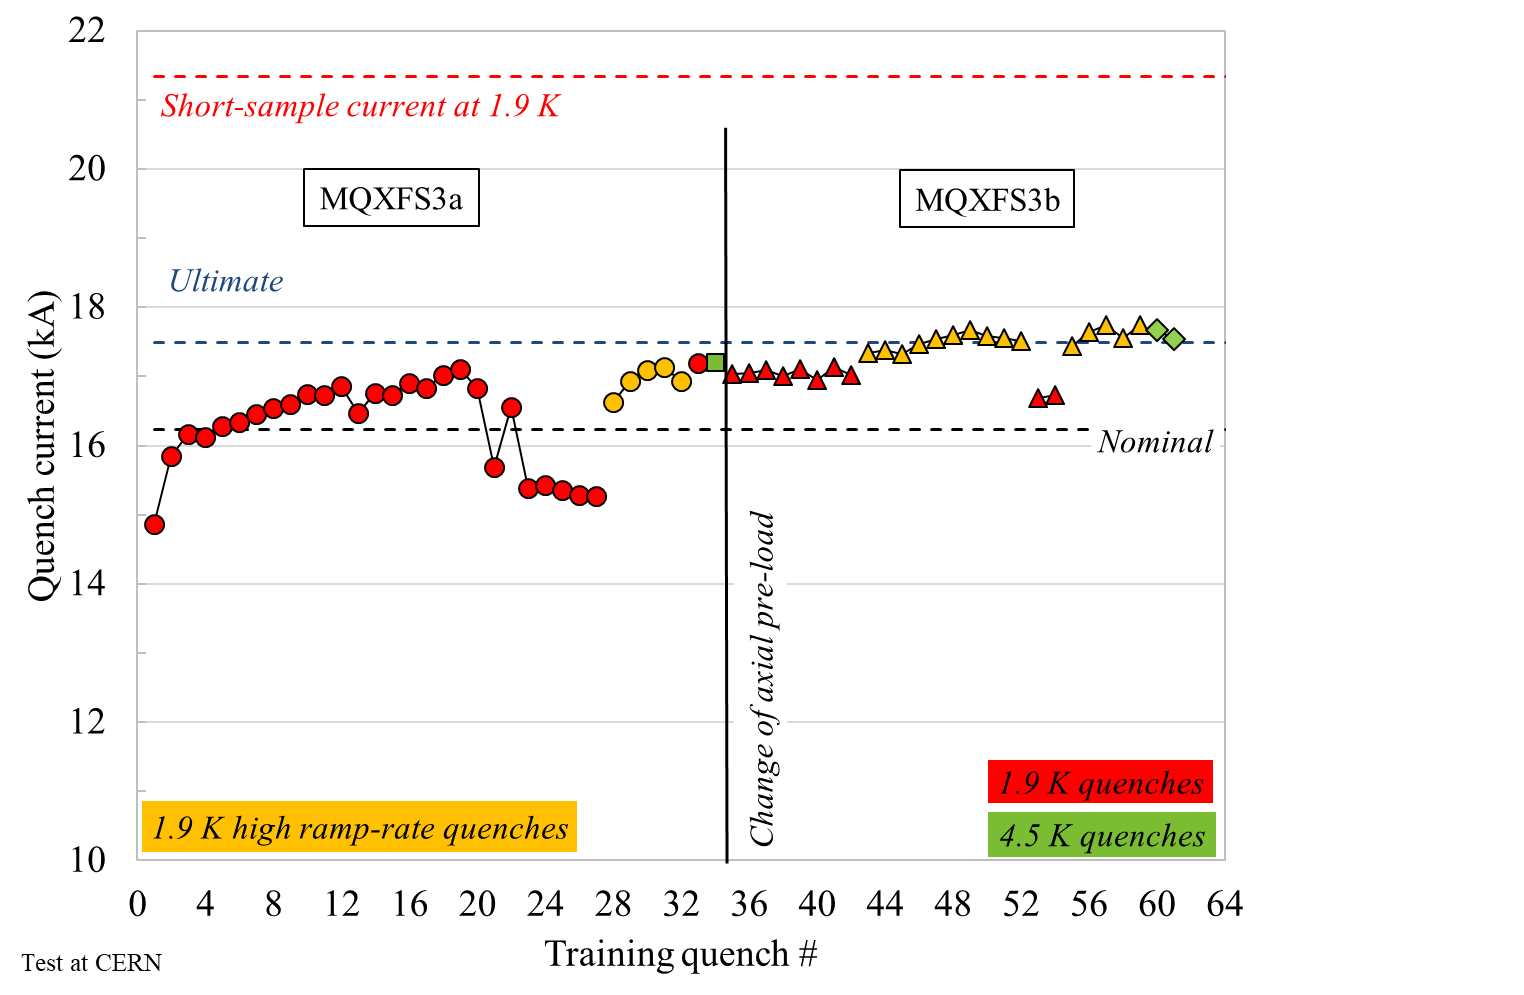 22
20
18
16
14
12
10
Quench current (kA)
Short-sample current at 1.9 K
MQXFS3a
MQXFS3b
Ultimate
Nominal
Change of axial pre-load
1.9 K quenches
1.9 K high ramp-rate quenches
4.5 K quenches
0 4 8 12 16 20 24 28 32 36 40 44 48 52 56 60 64
Training quench #
Test at CERN